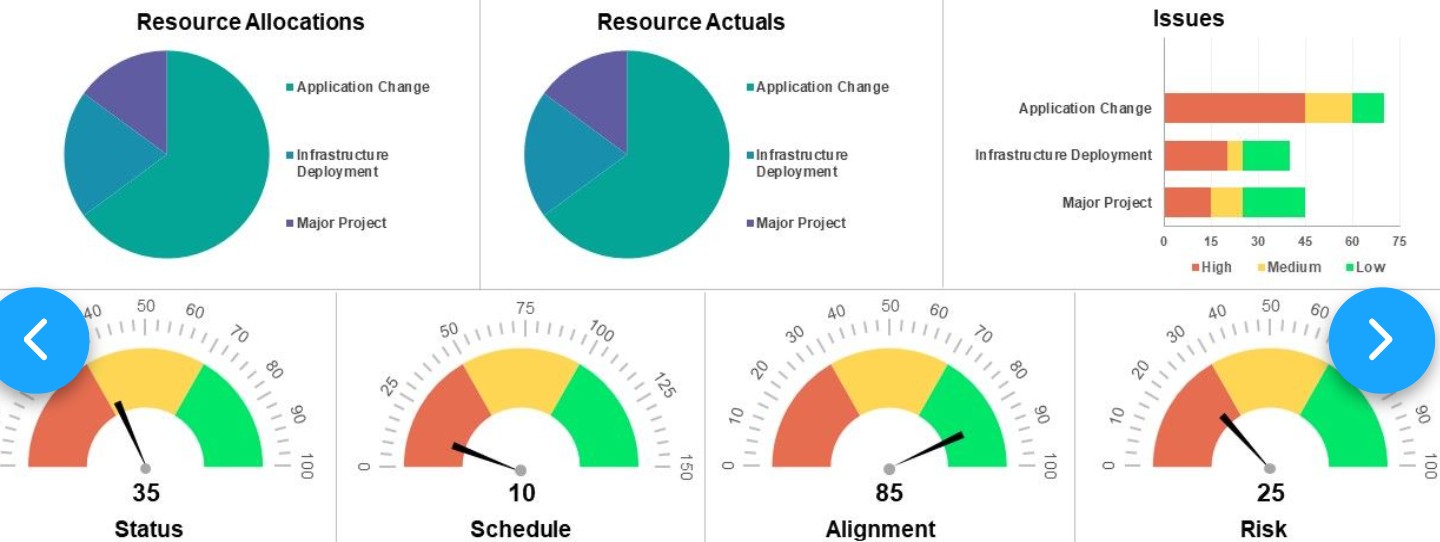 Resource Allocations
Application Change
Infrastructure
Deployment
Major Project
Resource Actuals
Application Change
Infrastructure
Deployment
Major Project
Issues
Application Change
Infrastructure Deployment
Major Project
0 15 30 45 60 75
High Medium Low
40 50 60 70 80 90 100
35
Status
0 25 50 75 100 125 150
10
Schedule
0 10 20 30 40 50 60 70 80 90 100
85
Alignment
0 10 20 30 40 50 60 90 100
25
Risk